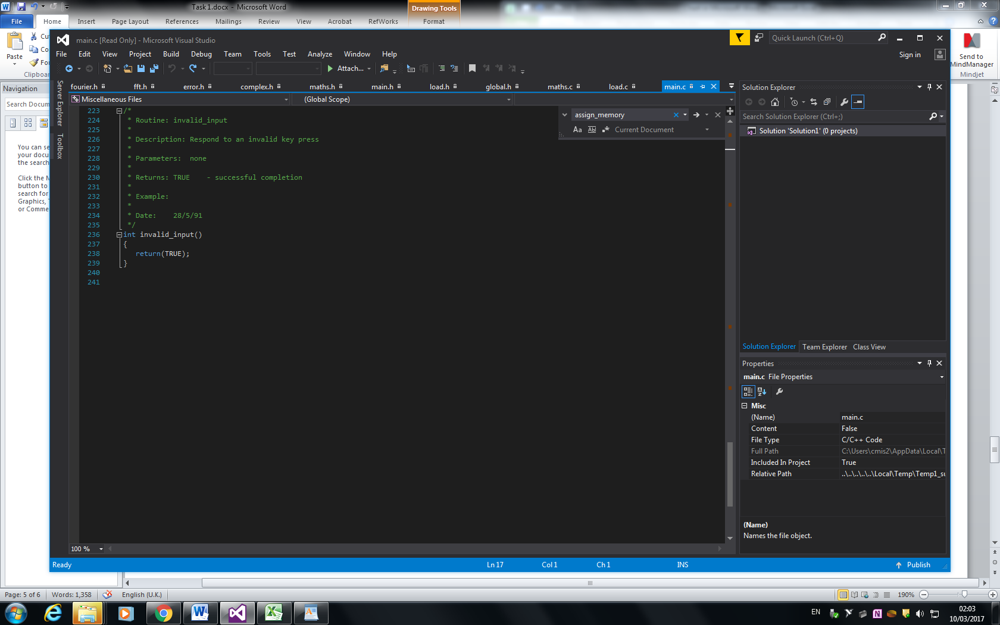 Task 1.docx - Microsoft Word
Drawing Tools
File Home Insert Page Layout References Mailings Review View Acrobat RefWorks Format
Paste
Clipboar
Send to
MindManager
Mindjet
Navigation
Search Docum
You can se
your docu
the search
Click the M
button to
search for
Graphics, T
or Comme
main.c [Read Only] - Microsoft Visual Studio
Quick Launch (Ctrl+Q)
File Edit View Project Build Debug Team Tools Test Analyze Window Help
Sign in
Attach...
Server Explorer
Toolbox
fourier.h fft.h error.h complex.h maths.h main.h load.h global.h maths.c load.c main.c
Miscellaneous Files (Global Scope)
assign_memory
Aa Ab Current Document
223 /*
224 * Routine: invalid_input
225 *
226 * Description: Respond to an invalid key press
227 *
228 * Parameters: none
229 *
230 * Returns: TRUE - successful completion
231 *
232 * Example:
233 *
234 * Date: 28/5/91
235 */
236 int invalid_input()
237 {
238 return(TRUE);
239 }
240
241
100 %
Solution Explorer
Search Solution Explorer (Ctrl+;)
Solution 'Solution1' (0 projects)
Solution Explorer Team Explorer Class View
Properties
main.c File Properties
Misc
(Name) main.c
Content False
File Type C/C++ Code
Full Path C:\Users\cmis2\AppData\Local\T
Included In Project True
Relative Path ..\..\..\..\..\Local\Temp\Temp1_su
(Name)
Names the file object.
Ready Ln 17 Col 1 Ch 1 INS Publish
Page: 5 of 6 Words: 1,358 English (U.K.) 190%
EN
02:03
10/03/2017